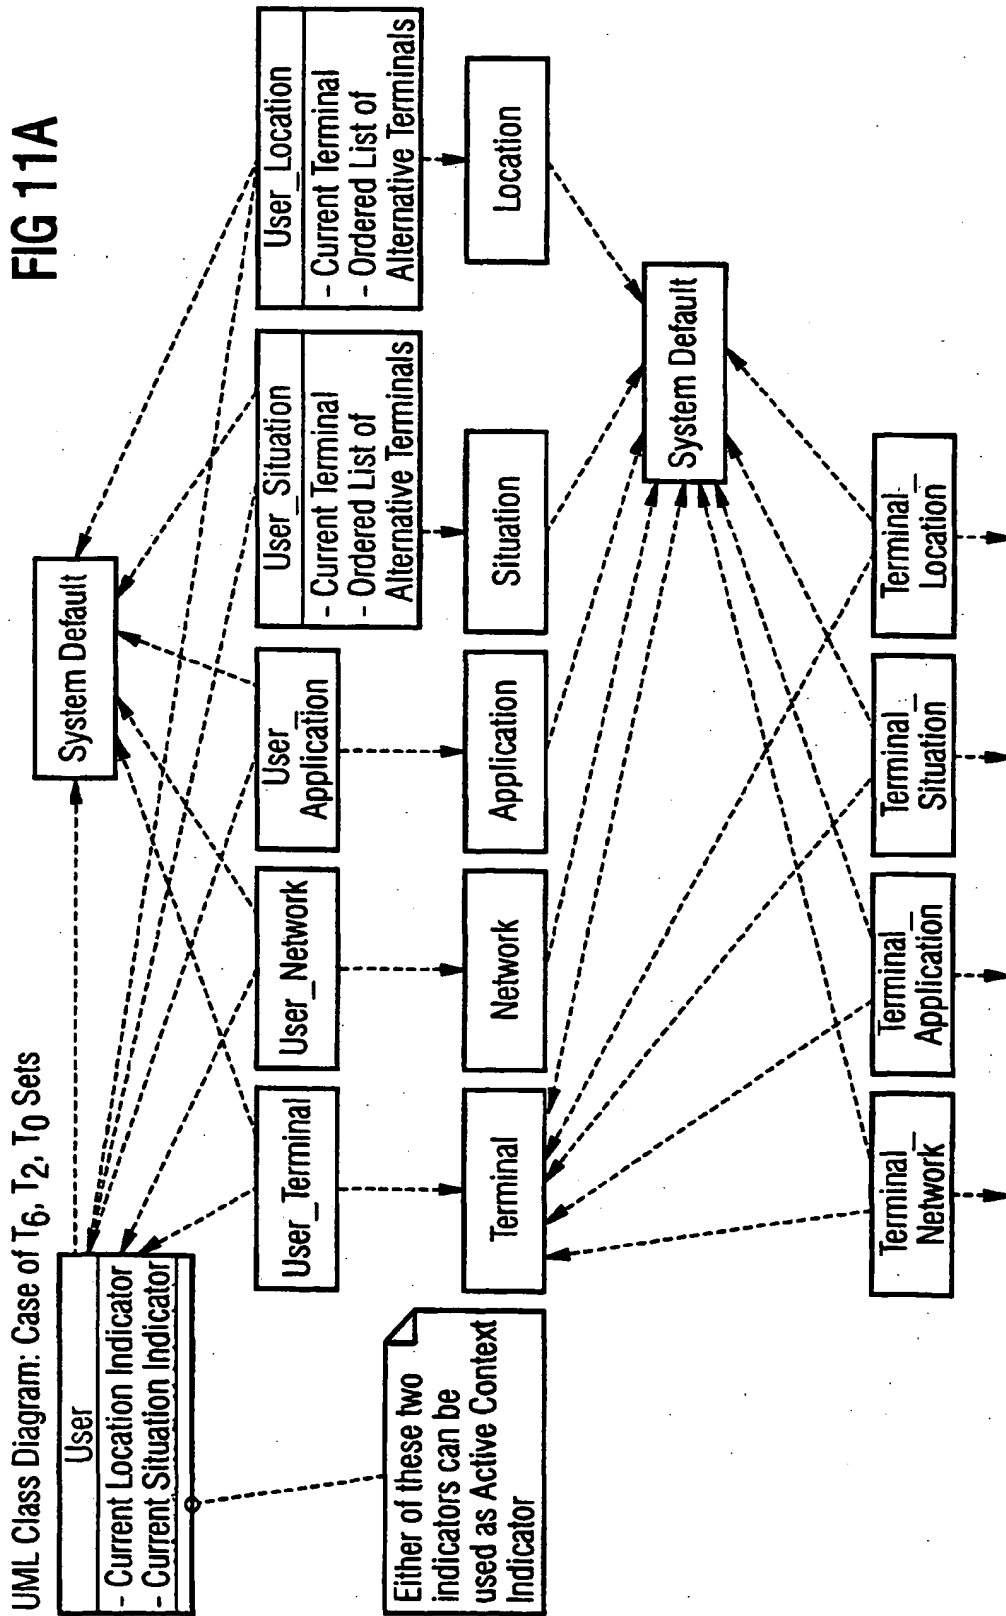 FIG 11A
UML Class Diagram: Case of T6, T2, T0 Sets
User
- Current Location Indicator
- Current Situation Indicator
System Default
User_Terminal
User_Network
User_
Application
User_Situation
- Current Terminal
- Ordered List of
Alternative Terminals
User_Location
- Current Terminal
- Ordered List of
Alternative Terminals
Either of these two
indicators can be
used as Active Context
Indicator
Terminal
Network
Application
Situation
Location
System Default
Terminal_
Network
Terminal_
Application
Terminal_
Situation
Terminal_
Location